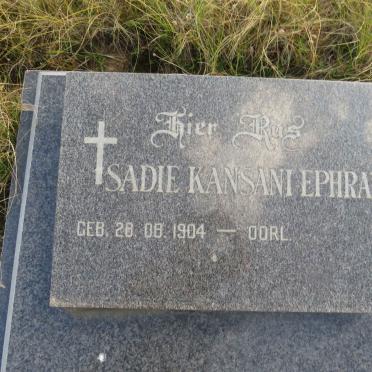 Hier Rus
SADIE KANSANI EPHRA
GEB. 28. 08. 1904 — OORL.